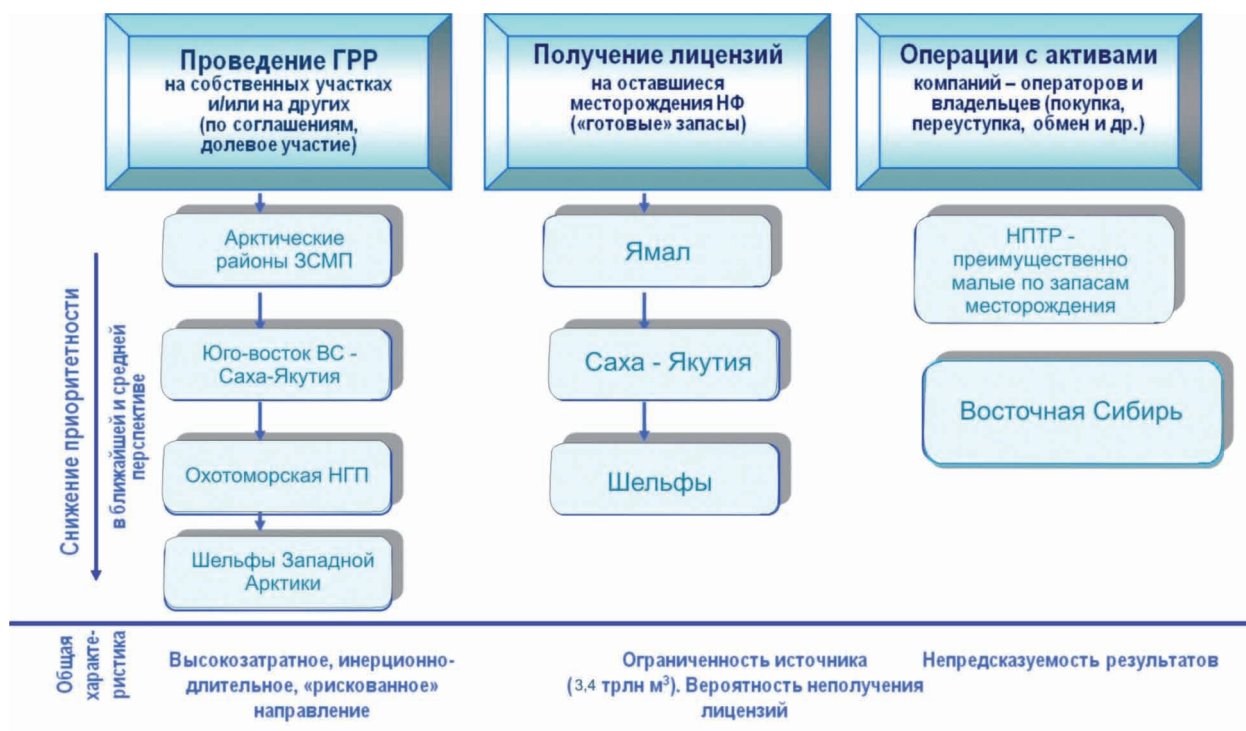 Проведение ГРР
на собственных участках
и/или на других
(по соглашениям,
долевое участие)
Получение лицензий
на оставшиеся
месторождения НФ
(«готовые» запасы)
Операции с активами
компаний – операторов и
владельцев (покупка,
переуступка, обмен и др.)
Снижение приоритетности
в ближайшей и средней
перспективе
Арктические
районы ЗСМП
Юго-восток ВС -
Саха-Якутия
Охотоморская НГП
Шельфы Западной
Арктики
Ямал
Саха - Якутия
Шельфы
НПТР -
преимущественно
малые по запасам
месторождения
Восточная Сибирь
Общая
характе-
ристика
Высокозатратное, инерционно-
длительное, «рискованное»
направление
Ограниченность источника
(3,4 трлн м³). Вероятность неполучения
лицензий
Непредсказуемость результатов